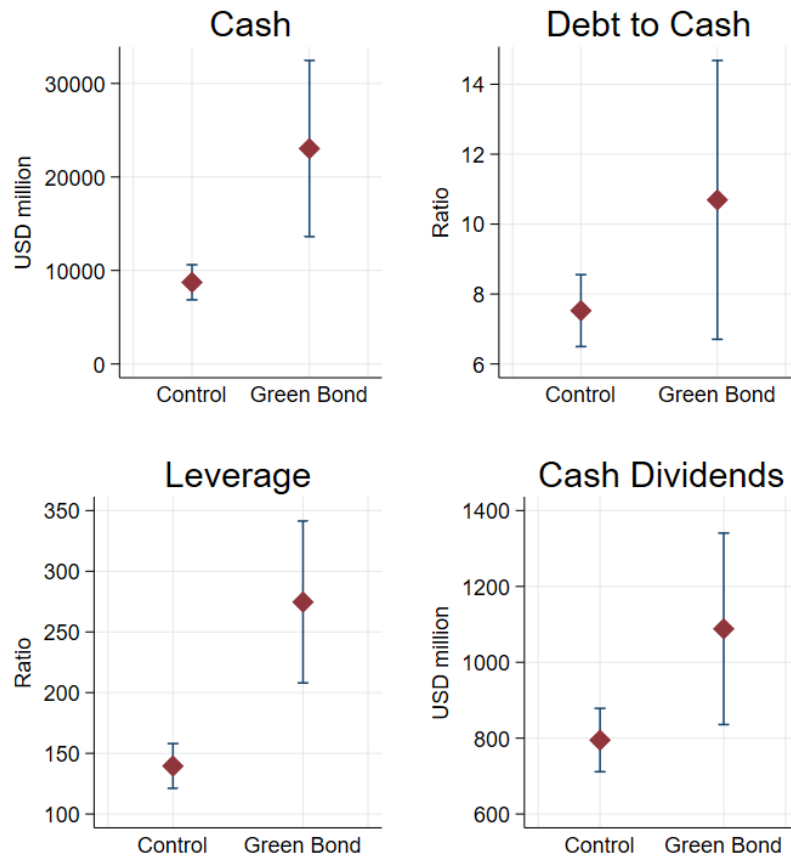 Cash
USD million
30000
20000
10000
0
Control Green Bond
Debt to Cash
Ratio
14
12
10
8
6
Control Green Bond
Leverage
Ratio
350
300
250
200
150
100
Control Green Bond
Cash Dividends
USD million
1400
1200
1000
800
600
Control Green Bond